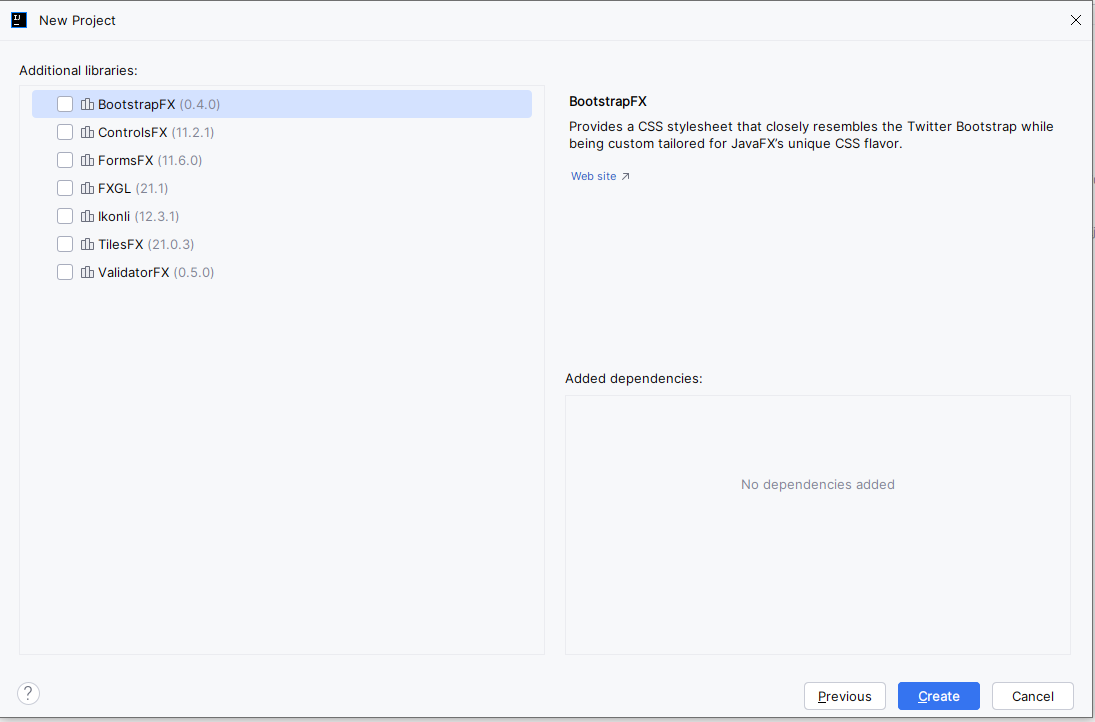 New Project
Additional libraries:
BootstrapFX (0.4.0)
ControlsFX (11.2.1)
FormsFX (11.6.0)
FXGL (21.1)
Ikonli (12.3.1)
TilesFX (21.0.3)
ValidatorFX (0.5.0)
BootstrapFX
Provides a CSS stylesheet that closely resembles the Twitter Bootstrap while
being custom tailored for JavaFX's unique CSS flavor.
Web site ↗
Added dependencies:
No dependencies added
?
Previous
Create
Cancel